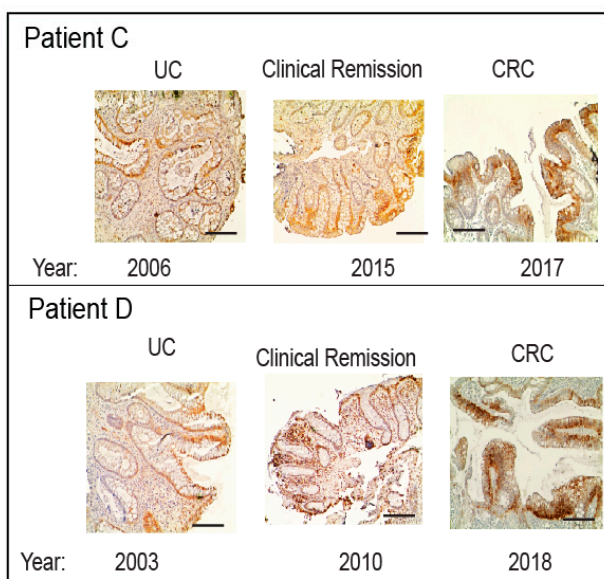 Patient C
UC Clinical Remission CRC
Year: 2006 2015 2017
Patient D
UC Clinical Remission CRC
Year: 2003 2010 2018